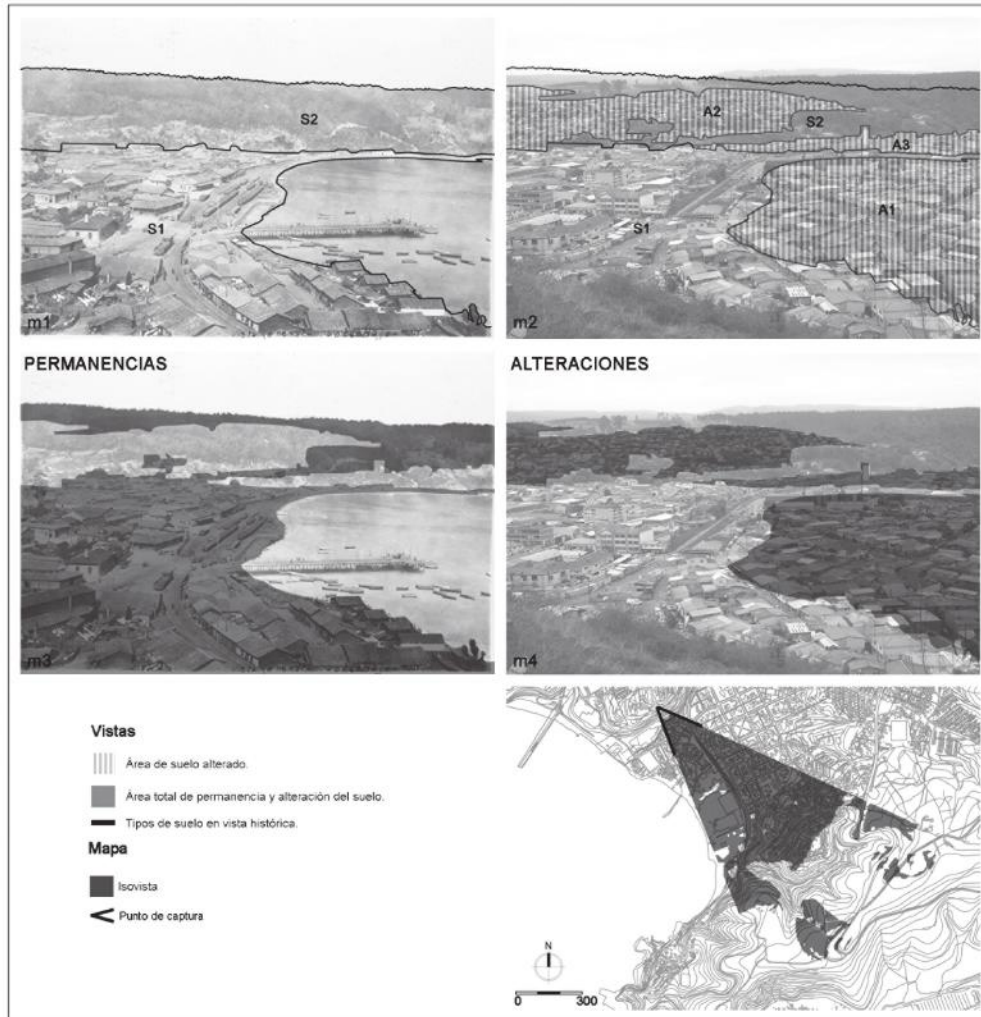 S2
S1
m1
A2
S2
A3
A1
S1
m2
PERMANENCIAS
m3
ALTERACIONES
m4
Vistas
Área de suelo alterado.
Área total de permanencia y alteración del suelo.
Tipos de suelo en vista histórica.
Mapa
Isovista
Punto de captura
N
0 300